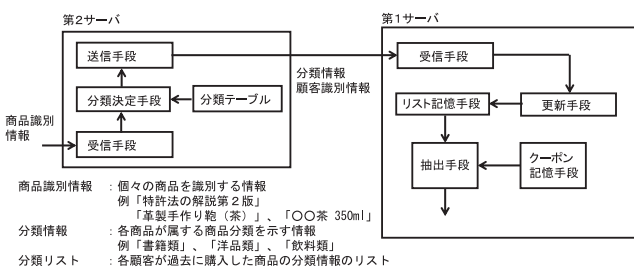 第2サーバ
第1サーバ
送信手段
受信手段
分類情報
顧客識別情報
分類決定手段
分類テーブル
リスト記憶手段
更新手段
商品識別
情報
受信手段
抽出手段
クーポン
記憶手段
商品識別情報　：個々の商品を識別する情報
例「特許法の解説第2版」
「革製手作り鞄（茶）」、「〇〇茶 350ml」
分類情報　：各商品が属する商品分類を示す情報
例「書籍類」、「洋品類」、「飲料類」
分類リスト　：各顧客が過去に購入した商品の分類情報のリスト